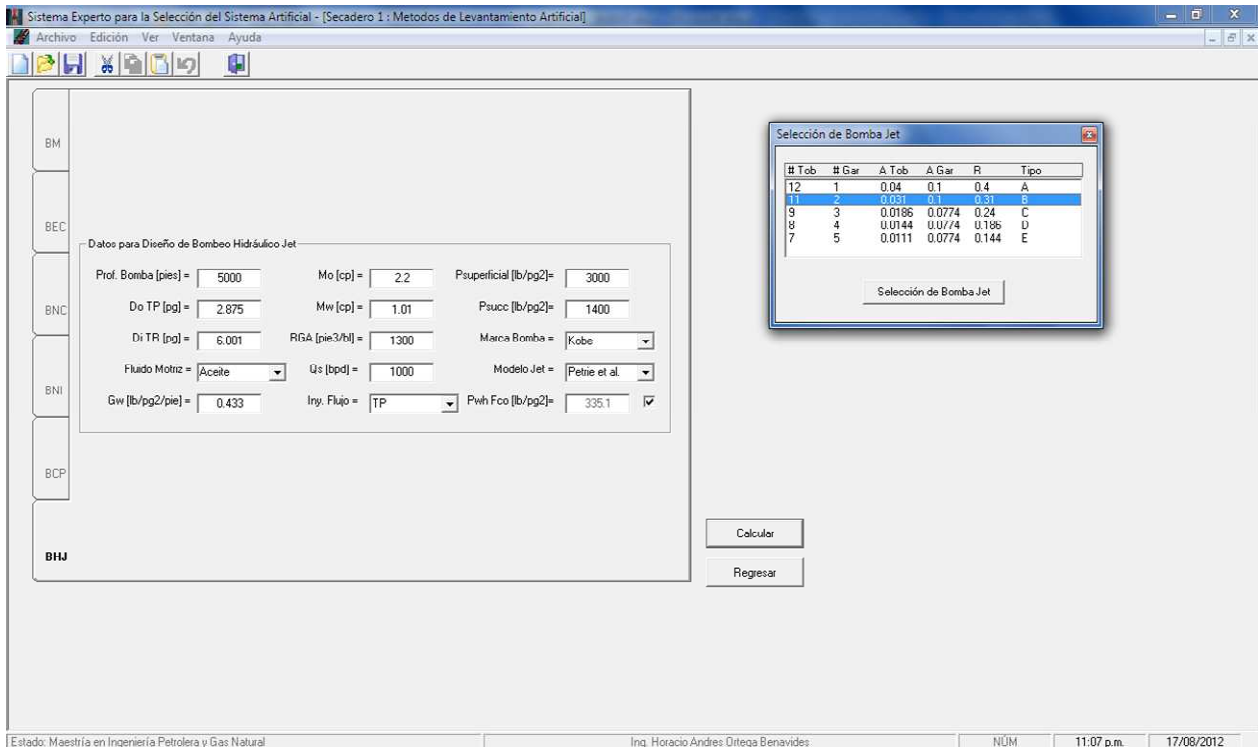 Sistema Experto para la Selección del Sistema Artificial - [Secadero 1 : Metodos de Levantamiento Artificial]
Archivo Edición Ver Ventana Ayuda
BM
BEC
BNC
BNI
BCP
BHJ
Datos para Diseño de Bombeo Hidráulico Jet
Prof. Bomba [pies] = 5000 Mo [cp] = 2.2 Psuperficial [lb/pg2]= 3000
Do TP [pg] = 2.875 Mw [cp] = 1.01 Psucc [lb/pg2]= 1400
Di TR [pg] = 6.001 RGA [pie3/bl] = 1300 Marca Bomba = Kobe
Fluido Motriz = Aceite Qs [bpd] = 1000 Modelo Jet = Petrie et al.
Gw [lb/pg2/pie] = 0.433 Iny. Flujo = TP Pwh Fco [lb/pg2]= 335.1
Selección de Bomba Jet
# Tob # Gar A Tob A Gar R Tipo
12 1 0.04 0.1 0.4 A
11 2 0.031 0.1 0.31 B
9 3 0.0186 0.0774 0.24 C
8 4 0.0144 0.0774 0.186 D
7 5 0.0111 0.0774 0.144 E
Selección de Bomba Jet
Calcular
Regresar
Estado: Maestría en Ingeniería Petrolera y Gas Natural Ing. Horacio Andres Ortega Benavides NÚM 11:07 p.m. 17/08/2012